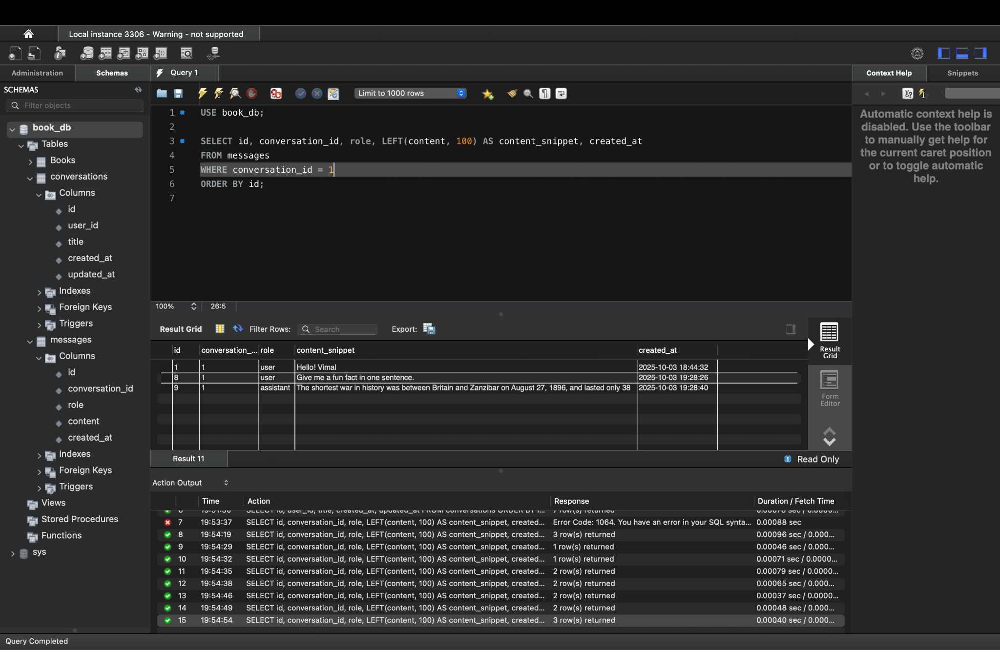 Local instance 3306 - Warning - not supported
Administration
Schemas
Query 1
Context Help
Snippets
SCHEMAS
Filter objects
book_db
Tables
Books
conversations
Columns
id
user_id
title
created_at
updated_at
Indexes
Foreign Keys
Triggers
messages
Columns
id
conversation_id
role
content
created_at
Indexes
Foreign Keys
Triggers
Views
Stored Procedures
Functions
sys
Limit to 1000 rows
1 USE book_db;
2
3 SELECT id, conversation_id, role, LEFT(content, 100) AS content_snippet, created_at
4 FROM messages
5 WHERE conversation_id = 1
6 ORDER BY id;
7
Automatic context help is
disabled. Use the toolbar
to manually get help for
the current caret position
or to toggle automatic
help.
100% 26:5
Result Grid Filter Rows: Search Export:
id conversation_... role content_snippet created_at
1 1 user Hello! Vimal 2025-10-03 18:44:32
8 1 user Give me a fun fact in one sentence. 2025-10-03 19:28:26
9 1 assistant The shortest war in history was between Britain and Zanzibar on August 27, 1896, and lasted only 38 2025-10-03 19:28:40
Result
Grid
Form
Editor
Result 11
Read Only
Action Output
Time Action Response Duration / Fetch Time
SELECT id, user_id, title, created_at, updated_at FROM conversations ORDER BY 7 row(s) returned
7 19:53:37 SELECT id, conversation_id, role, LEFT(content, 100) AS content_snippet, created... Error Code: 1064. You have an error in your SQL synta... 0.00088 sec
8 19:54:19 SELECT id, conversation_id, role, LEFT(content, 100) AS content_snippet, created... 3 row(s) returned 0.00096 sec / 0.000...
9 19:54:29 SELECT id, conversation_id, role, LEFT(content, 100) AS content_snippet, created... 1 row(s) returned 0.00046 sec / 0.000...
10 19:54:32 SELECT id, conversation_id, role, LEFT(content, 100) AS content_snippet, created... 1 row(s) returned 0.00071 sec / 0.0000...
11 19:54:35 SELECT id, conversation_id, role, LEFT(content, 100) AS content_snippet, created... 2 row(s) returned 0.00079 sec / 0.0000...
12 19:54:38 SELECT id, conversation_id, role, LEFT(content, 100) AS content_snippet, created... 2 row(s) returned 0.00065 sec / 0.000...
13 19:54:46 SELECT id, conversation_id, role, LEFT(content, 100) AS content_snippet, created... 2 row(s) returned 0.00037 sec / 0.0000...
14 19:54:49 SELECT id, conversation_id, role, LEFT(content, 100) AS content_snippet, created... 2 row(s) returned 0.00048 sec / 0.000...
15 19:54:54 SELECT id, conversation_id, role, LEFT(content, 100) AS content_snippet, created... 3 row(s) returned 0.00040 sec / 0.000...
Query Completed